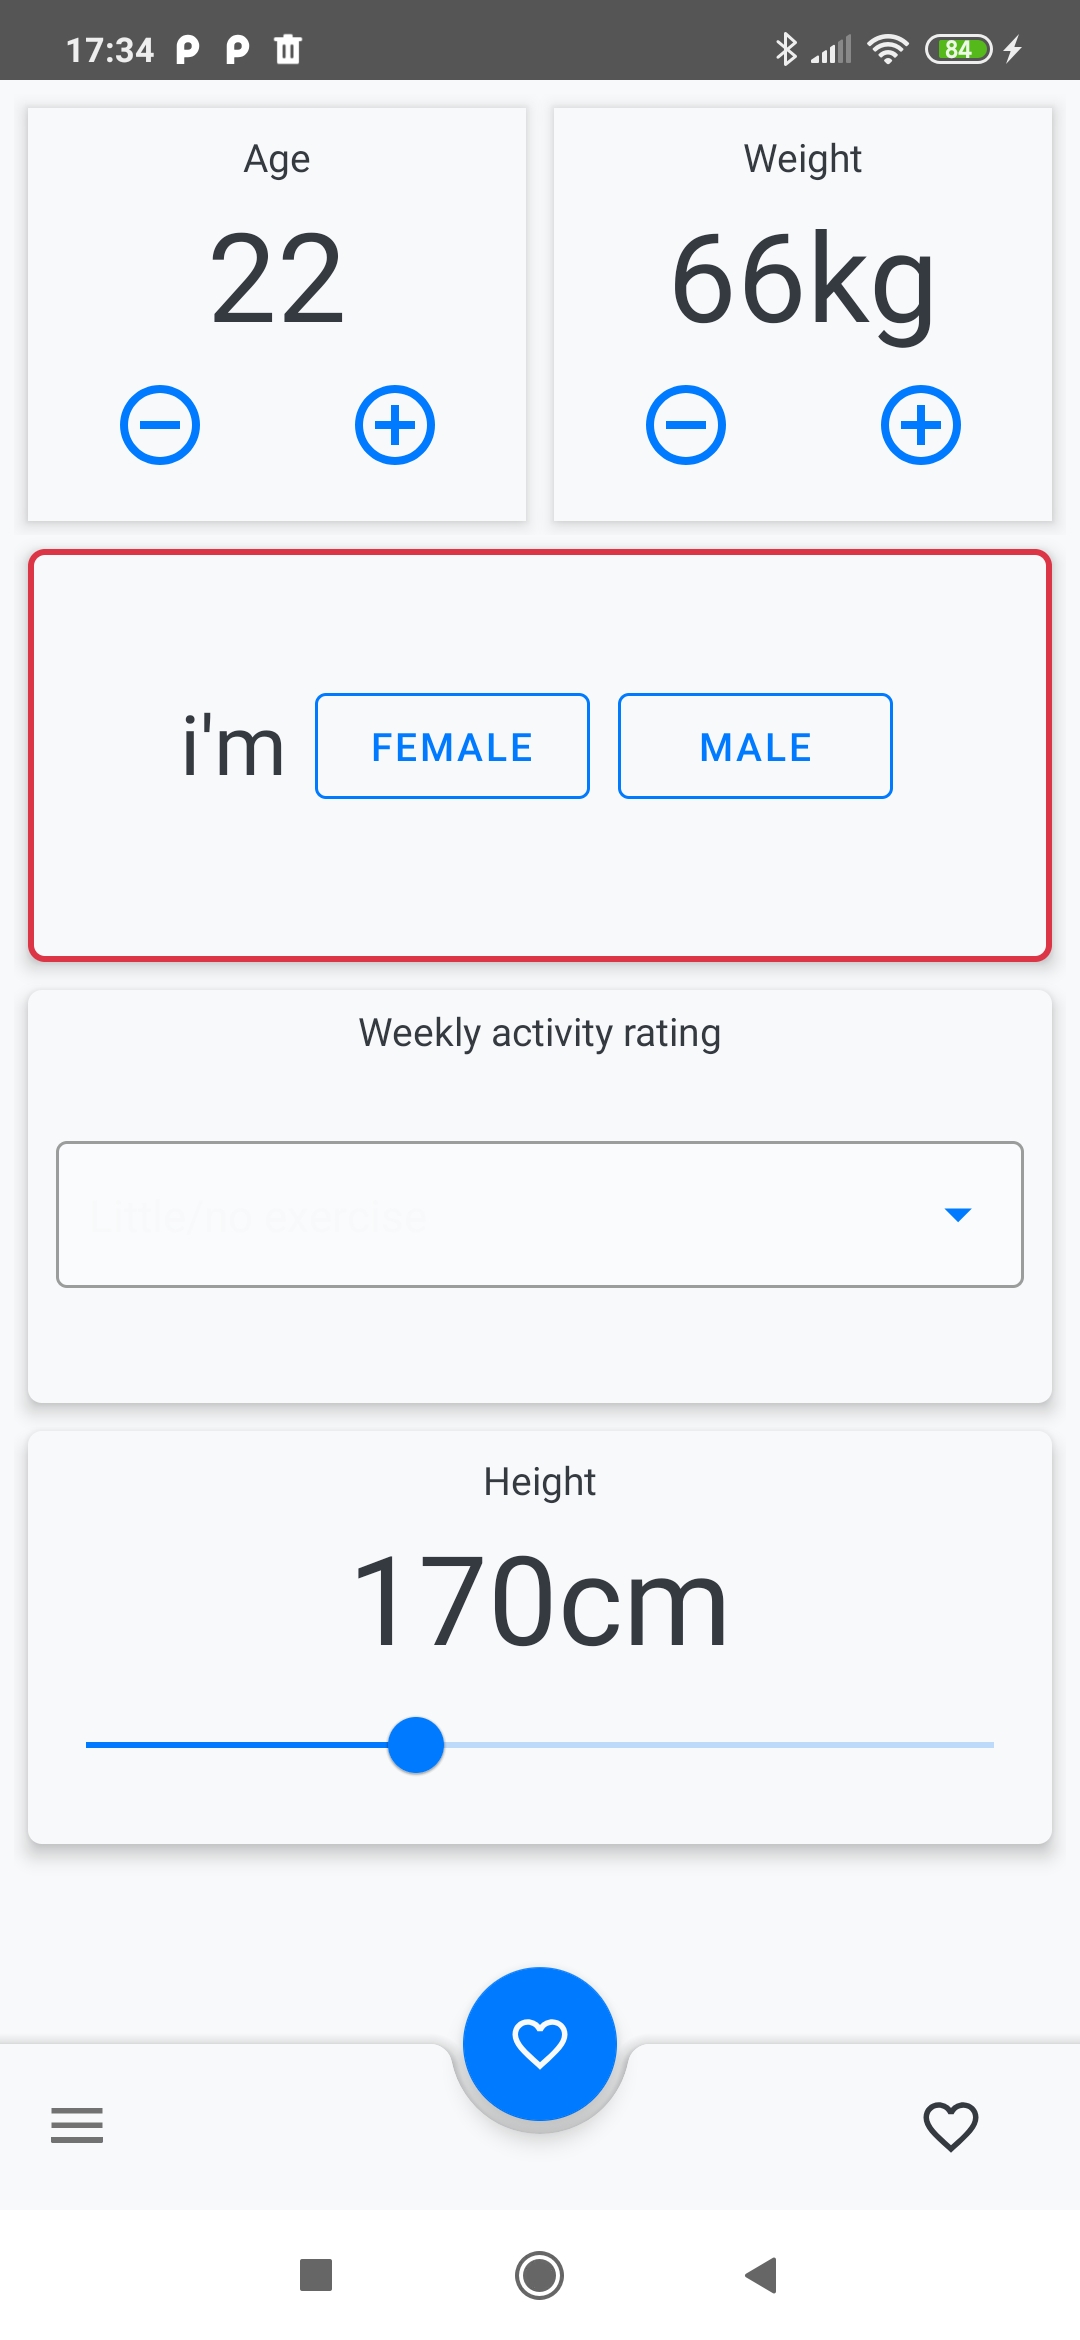 17:34
84
Age
Weight
22
66kg
i'm
FEMALE
MALE
Weekly activity rating
Little/no exercise
Height
170cm